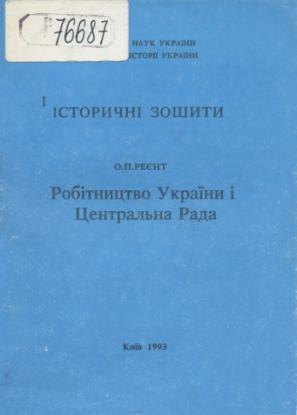 76687
НАУК УКРАЇНИ
ІСТОРІЇ УКРАЇНИ
ІСТОРИЧНІ ЗОШИТИ
О.П.РЕЄНТ
Робітництво України і
Центральна Рада
Київ 1993